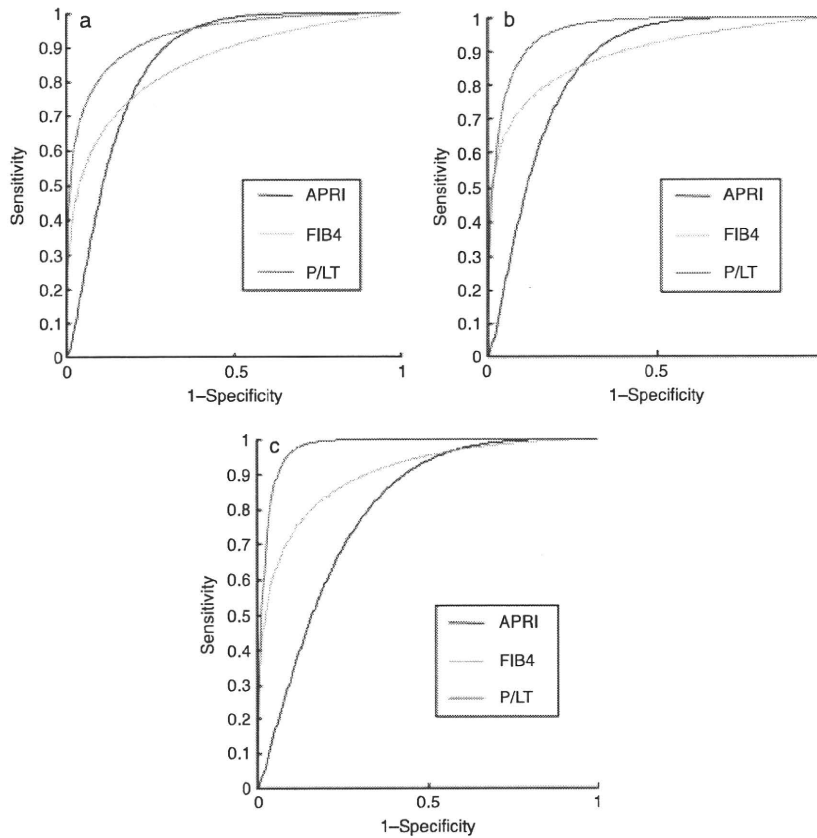 a
1
0.9
0.8
0.7
0.6
0.5
0.4
0.3
0.2
0.1
0
Sensitivity
APRI
FIB4
P/LT
0
0.5
1
1–Specificity
b
1
0.9
0.8
0.7
0.6
0.5
0.4
0.3
0.2
0.1
0
Sensitivity
APRI
FIB4
P/LT
0
0.5
1–Specificity
c
1
0.9
0.8
0.7
0.6
0.5
0.4
0.3
0.2
0.1
0
Sensitivity
APRI
FIB4
P/LT
0
0.5
1
1–Specificity